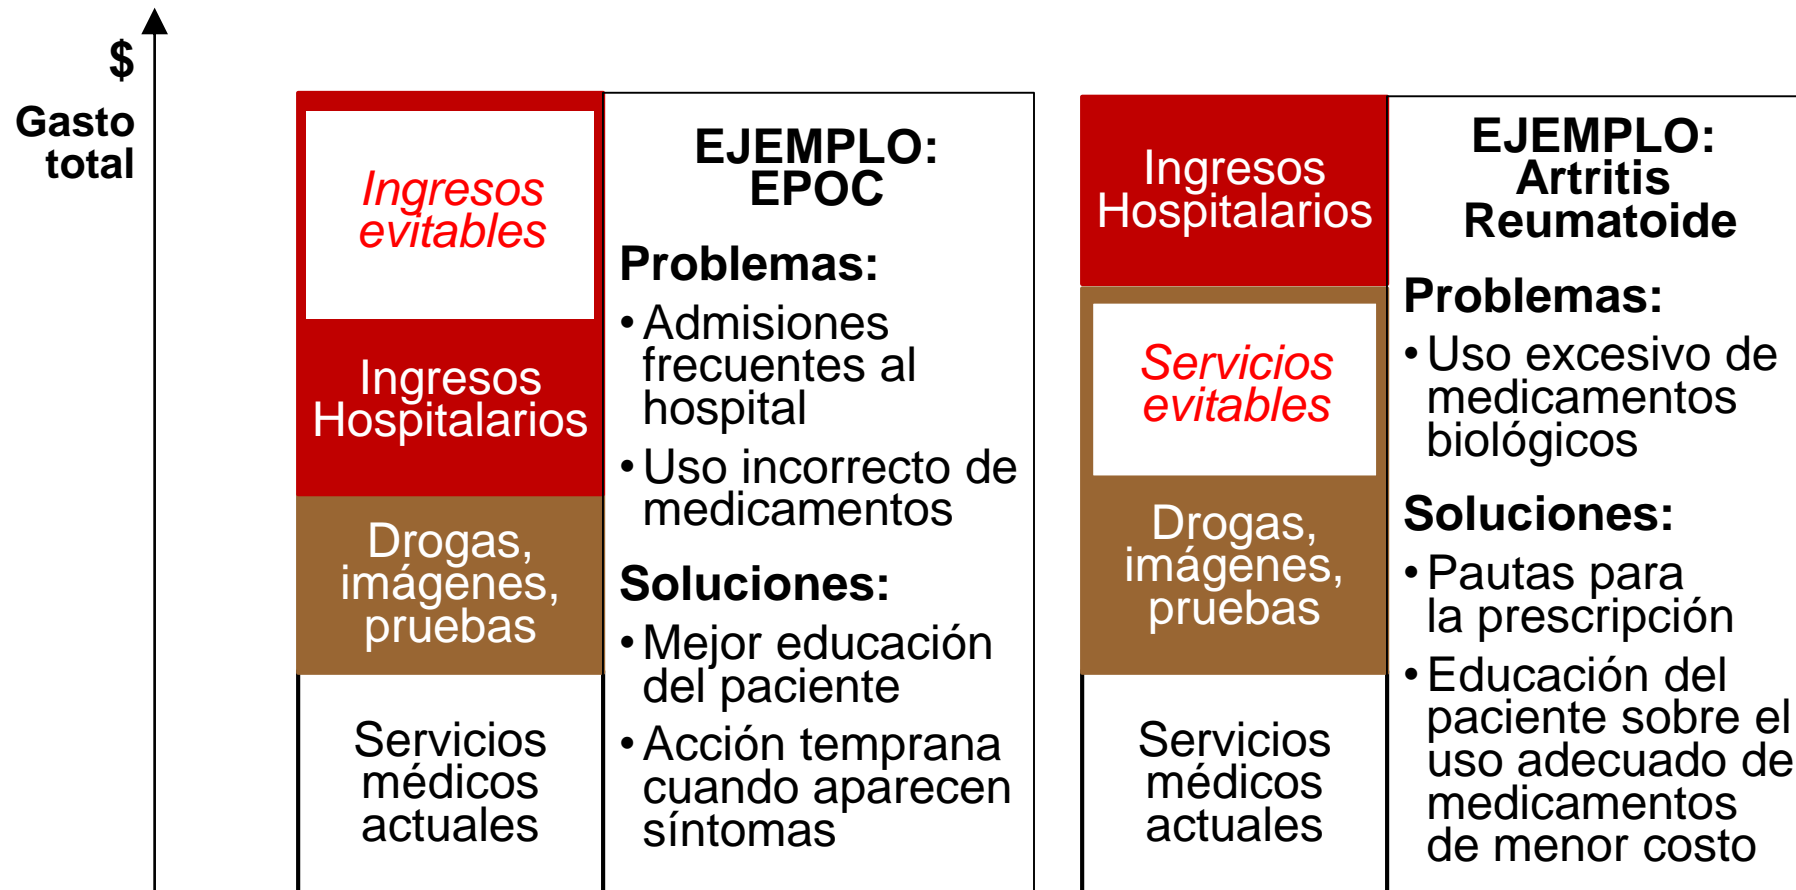 $
Gasto
total
Ingresos
evitables
Ingresos
Hospitalarios
Drogas,
imágenes,
pruebas
Servicios
médicos
actuales
EJEMPLO:
EPOC
Problemas:
• Admisiones
frecuentes al
hospital
• Uso incorrecto de
medicamentos
Soluciones:
• Mejor educación
del paciente
• Acción temprana
cuando aparecen
síntomas
Ingresos
Hospitalarios
Servicios
evitables
Drogas,
imágenes,
pruebas
Servicios
médicos
actuales
EJEMPLO:
Artritis
Reumatoide
Problemas:
• Uso excesivo de
medicamentos
biológicos
Soluciones:
• Pautas para
la prescripción
• Educación del
paciente sobre el
uso adecuado de
medicamentos
de menor costo